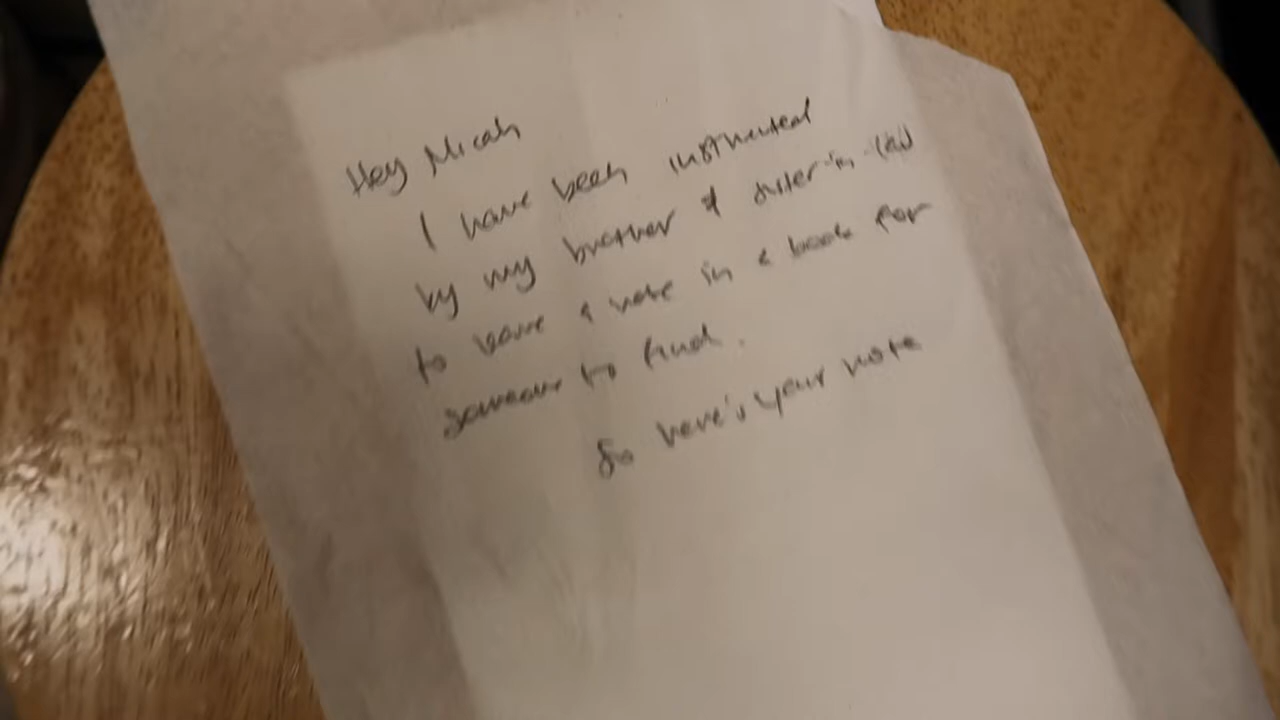 Hey Micah
I have been instructed
by my brother & sister-in-law
to leave a note in a book for
someone to find.
So here's your note